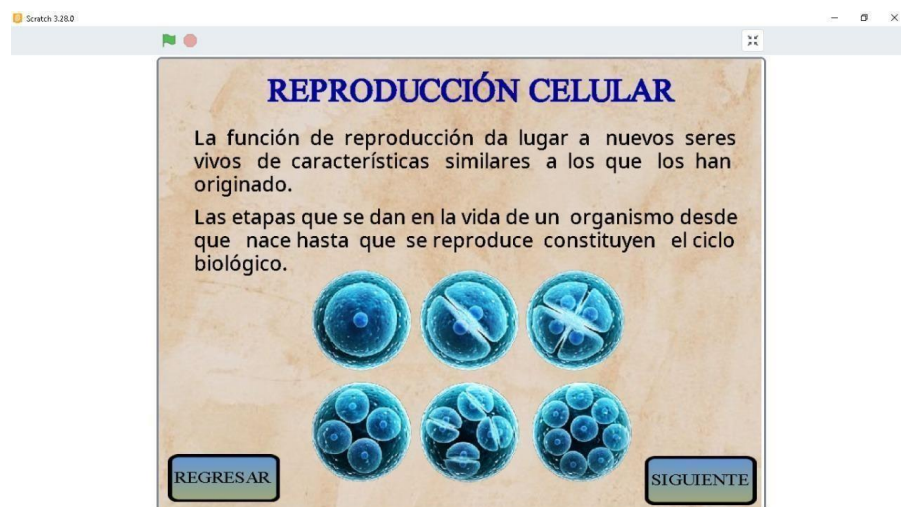 Scratch 3.28.0
REPRODUCCIÓN CELULAR
La función de reproducción da lugar a nuevos seres
vivos de características similares a los que los han
originado.
Las etapas que se dan en la vida de un organismo desde
que nace hasta que se reproduce constituyen el ciclo
biológico.
REGRESAR
SIGUIENTE